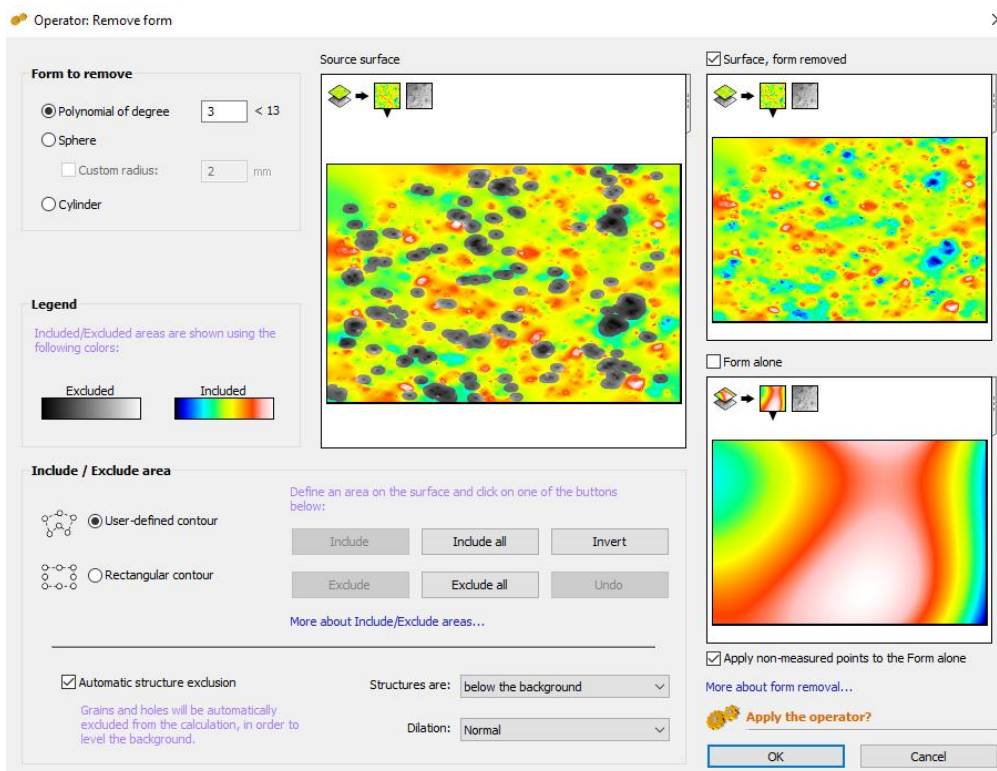 Operator: Remove form
Form to remove
Polynomial of degree
3
< 13
Sphere
Custom radius:
2
mm
Cylinder
Legend
Included/Excluded areas are shown using the
following colors:
Excluded
Included
Source surface
Surface, form removed
Form alone
Include / Exclude area
User-defined contour
Rectangular contour
Define an area on the surface and click on one of the buttons
below:
Include
Include all
Invert
Exclude
Exclude all
Undo
More about Include/Exclude areas...
Automatic structure exclusion
Grains and holes will be automatically
excluded from the calculation, in order to
level the background.
Structures are:
below the background
Dilation:
Normal
Apply non-measured points to the Form alone
More about form removal...
Apply the operator?
OK
Cancel